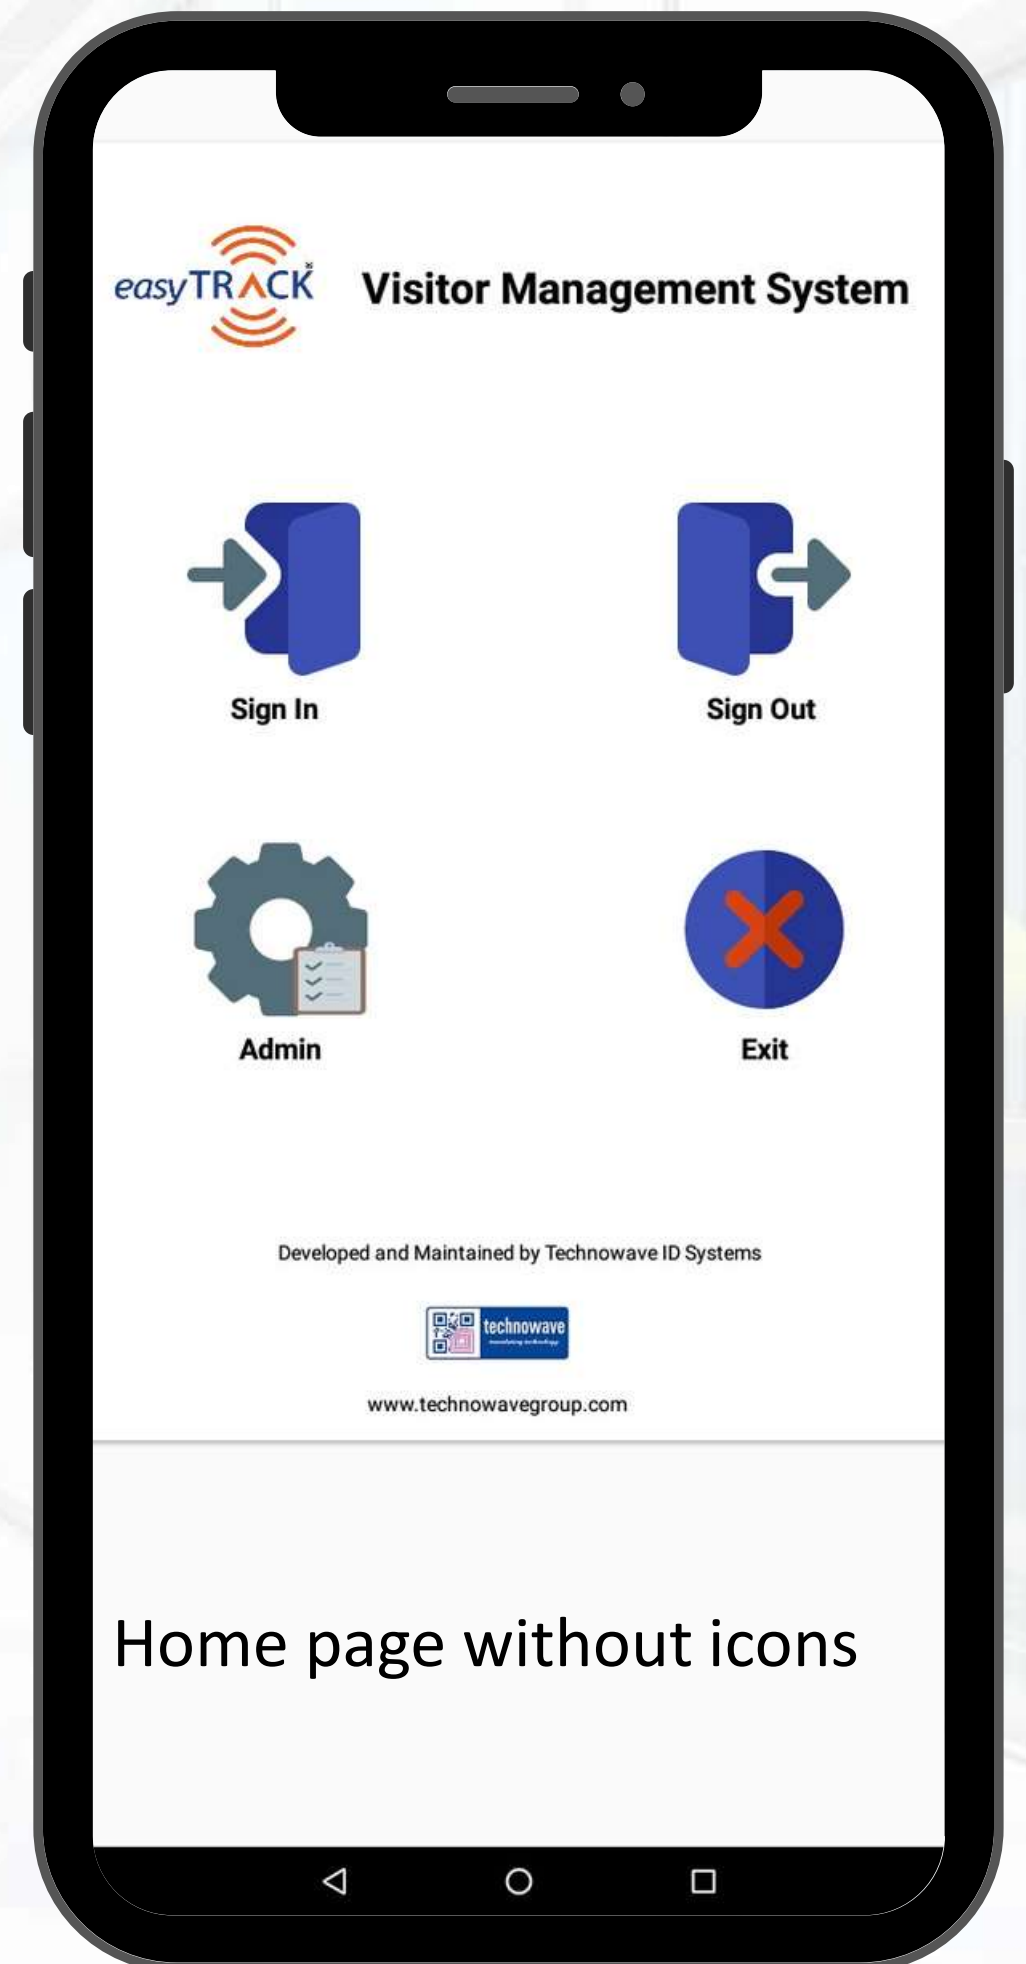 easyTRACK Visitor Management System
Sign In
Sign Out
Admin
Exit
Developed and Maintained by Technowave ID Systems
technowave
www.technowavegroup.com
Home page without icons